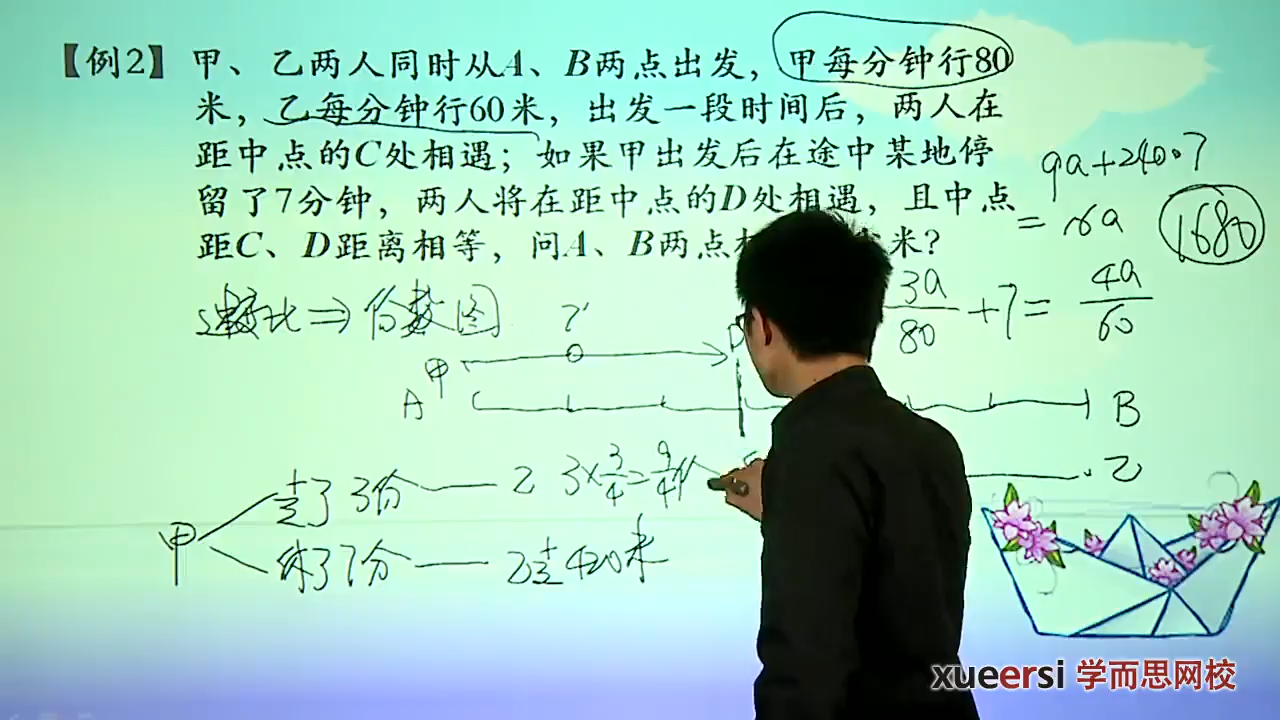 【例2】 甲、乙两人同时从A、B两点出发，甲每分钟行80
米，乙每分钟行60米，出发一段时间后，两人在
距中点的C处相遇；如果甲出发后在途中某地停
留了7分钟，两人将在距中点的D处相遇，且中点
距C、D距离相等，问A、B两点 米？
9a+240·7
=16a
1680
速度比⇒份数图
7'
3a/80+7=4a/60
甲
D
A
B
甲
走了3份——乙 3×3/4=9/4份
乙
休了7分——乙走420米
xueersi 学而思网校